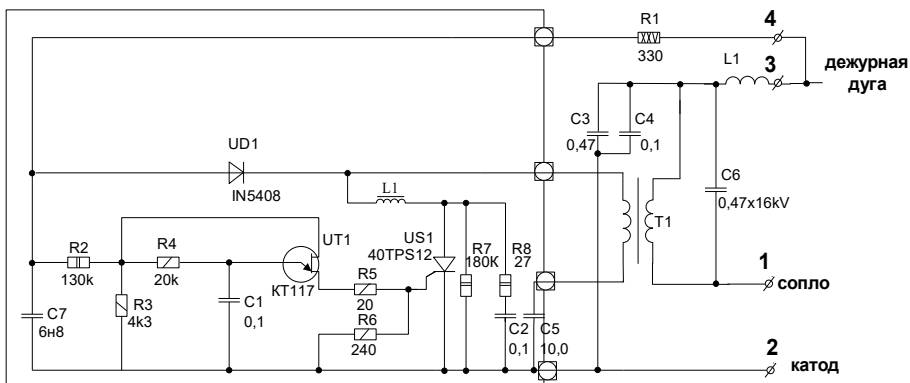 R1
4
330
L1
3
дежурная
дуга
C3
0,47
C4
0,1
UD1
IN5408
C6
0,47x16kV
L1
T1
R2
130k
R4
20k
UT1
КТ117
US1
40TPS12
R7
180К
R8
27
R5
20
R3
4k3
C1
0,1
R6
240
C7
6н8
C2
0,1
C5
10,0
1
сопло
2
катод